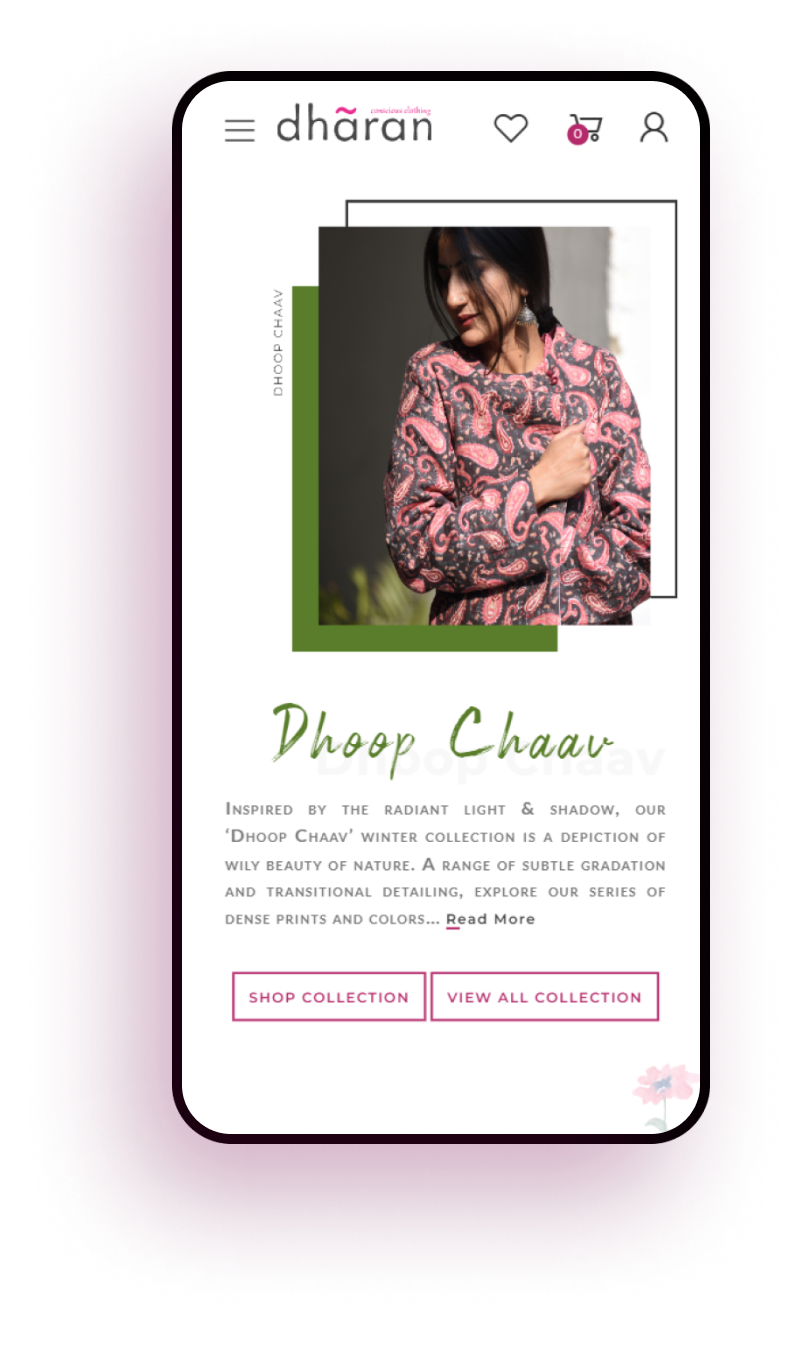 dharan
conscious clothing
0
DHOOP CHAAV
Dhoop Chaav
Dhoop Chaav
INSPIRED BY THE RADIANT LIGHT & SHADOW, OUR
‘DHOOP CHAAV’ WINTER COLLECTION IS A DEPICTION OF
WILY BEAUTY OF NATURE. A RANGE OF SUBTLE GRADATION
AND TRANSITIONAL DETAILING, EXPLORE OUR SERIES OF
DENSE PRINTS AND COLORS... Read More
SHOP COLLECTION VIEW ALL COLLECTION